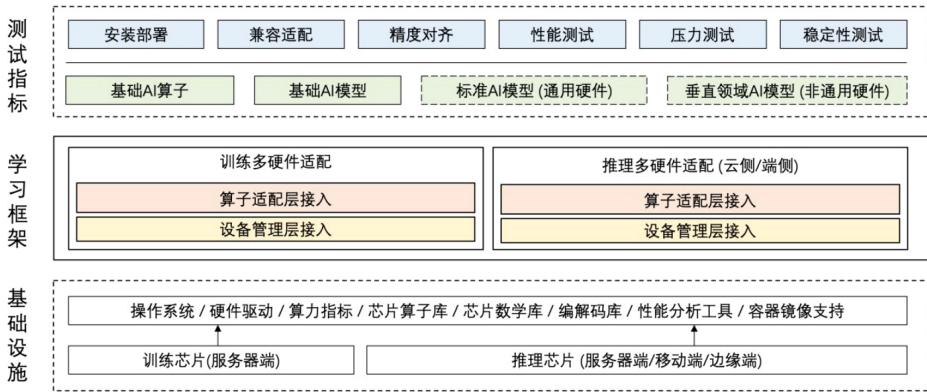 测试指标
安装部署
兼容适配
精度对齐
性能测试
压力测试
稳定性测试
基础AI算子
基础AI模型
标准AI模型 (通用硬件)
垂直领域AI模型 (非通用硬件)
学习框架
训练多硬件适配
算子适配层接入
设备管理层接入
推理多硬件适配 (云侧/端侧)
算子适配层接入
设备管理层接入
基础设施
操作系统 / 硬件驱动 / 算力指标 / 芯片算子库 / 芯片数学库 / 编解码库 / 性能分析工具 / 容器镜像支持
训练芯片(服务器端)
推理芯片 (服务器端/移动端/边缘端)